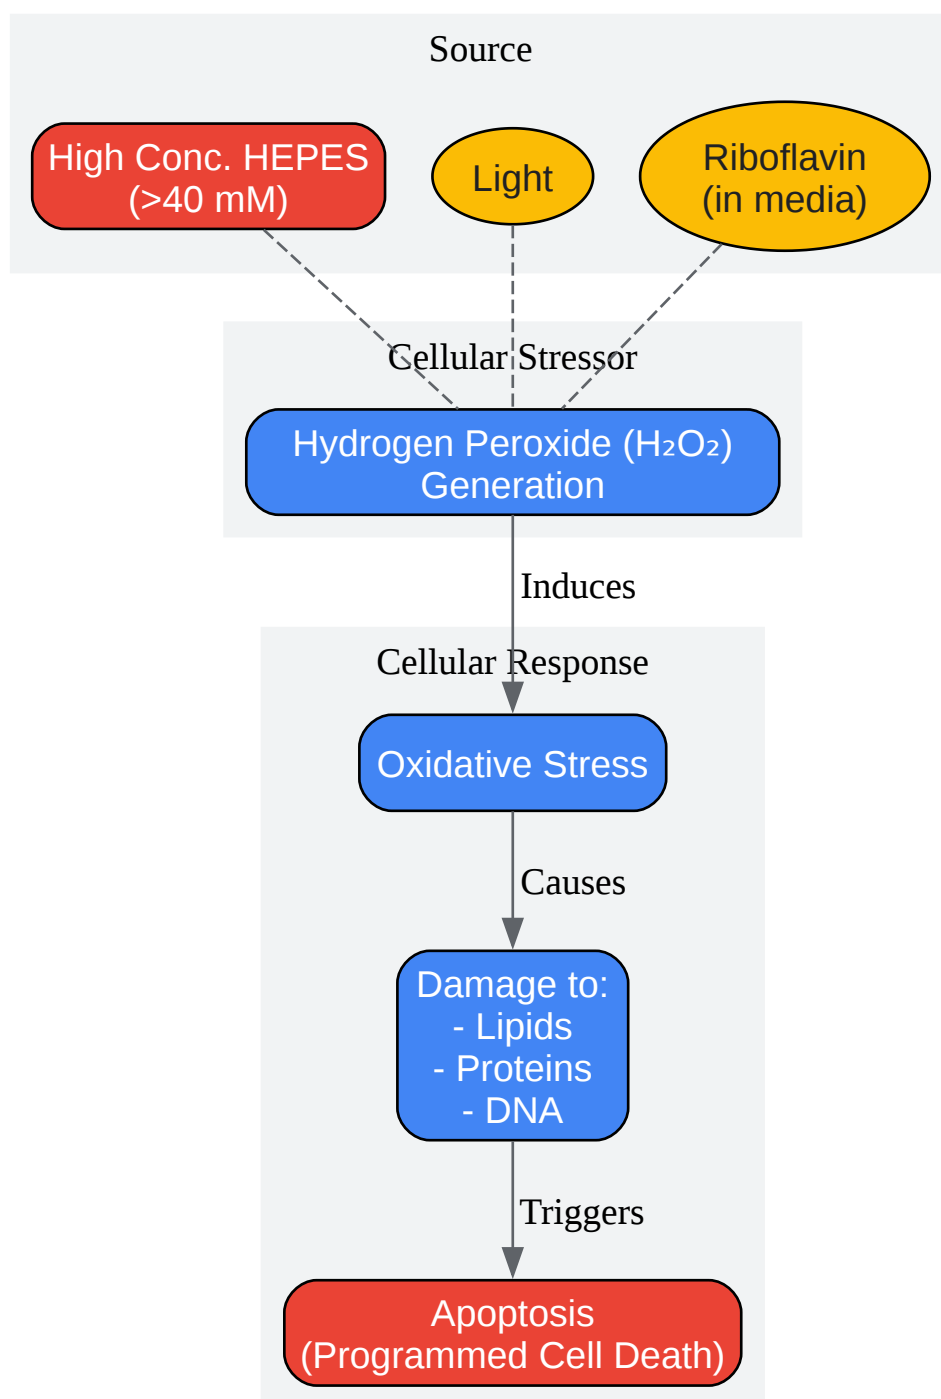 Source
High Conc. HEPES
(>40 mM)
Light
Riboflavin
(in media)
Cellular Stressor
Hydrogen Peroxide (H₂O₂)
Generation
Induces
Cellular Response
Oxidative Stress
Causes
Damage to:
- Lipids
- Proteins
- DNA
Triggers
Apoptosis
(Programmed Cell Death)